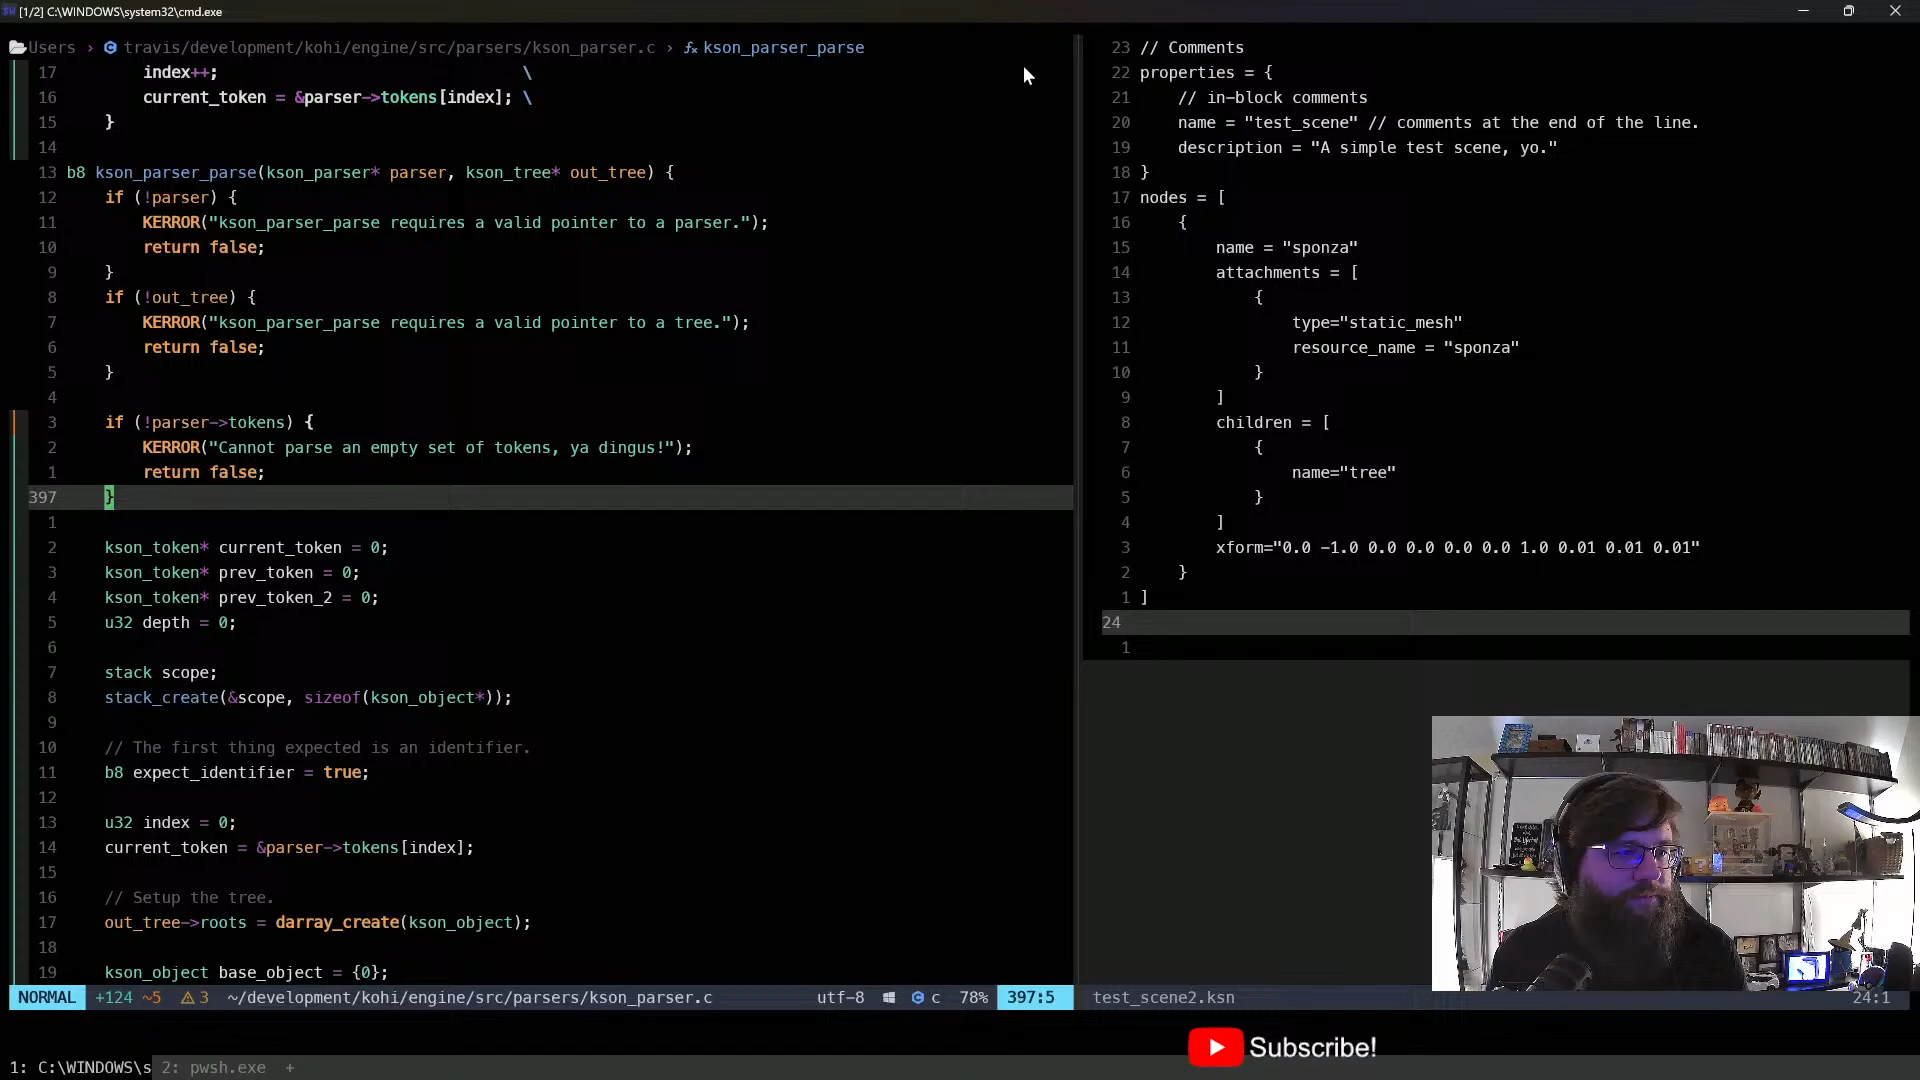 [1/2] C:\WINDOWS\system32\cmd.exe
Users › travis/development/kohi/engine/src/parsers/kson_parser.c › fx kson_parser_parse
17 index++; \
16 current_token = &parser->tokens[index]; \
15 }
14
13 b8 kson_parser_parse(kson_parser* parser, kson_tree* out_tree) {
12 if (!parser) {
11 KERROR("kson_parser_parse requires a valid pointer to a parser.");
10 return false;
9 }
8 if (!out_tree) {
7 KERROR("kson_parser_parse requires a valid pointer to a tree.");
6 return false;
5 }
4
3 if (!parser->tokens) {
2 KERROR("Cannot parse an empty set of tokens, ya dingus!");
1 return false;
397 }
1
2 kson_token* current_token = 0;
3 kson_token* prev_token = 0;
4 kson_token* prev_token_2 = 0;
5 u32 depth = 0;
6
7 stack scope;
8 stack_create(&scope, sizeof(kson_object*));
9
10 // The first thing expected is an identifier.
11 b8 expect_identifier = true;
12
13 u32 index = 0;
14 current_token = &parser->tokens[index];
15
16 // Setup the tree.
17 out_tree->roots = darray_create(kson_object);
18
19 kson_object base_object = {0};
NORMAL +124 ~5 3 ~/development/kohi/engine/src/parsers/kson_parser.c utf-8 c 78% 397:5
23 // Comments
22 properties = {
21 // in-block comments
20 name = "test_scene" // comments at the end of the line.
19 description = "A simple test scene, yo."
18 }
17 nodes = [
16 {
15 name = "sponza"
14 attachments = [
13 {
12 type="static_mesh"
11 resource_name = "sponza"
10 }
9 ]
8 children = [
7 {
6 name="tree"
5 }
4 ]
3 xform="0.0 -1.0 0.0 0.0 0.0 0.0 1.0 0.01 0.01 0.01"
2 }
1 ]
24
1
test_scene2.ksn 24:1
Subscribe!
1: C:\WINDOWS\s 2: pwsh.exe +